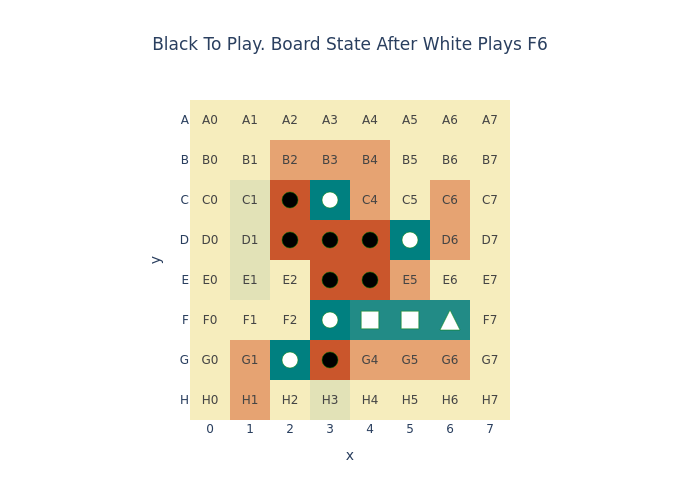 Black To Play. Board State After White Plays F6
A A0 A1 A2 A3 A4 A5 A6 A7
B B0 B1 B2 B3 B4 B5 B6 B7
C C0 C1 C4 C5 C6 C7
D D0 D1 D6 D7
y
E E0 E1 E2 E5 E6 E7
F F0 F1 F2 F7
G G0 G1 G4 G5 G6 G7
H H0 H1 H2 H3 H4 H5 H6 H7
0 1 2 3 4 5 6 7
x